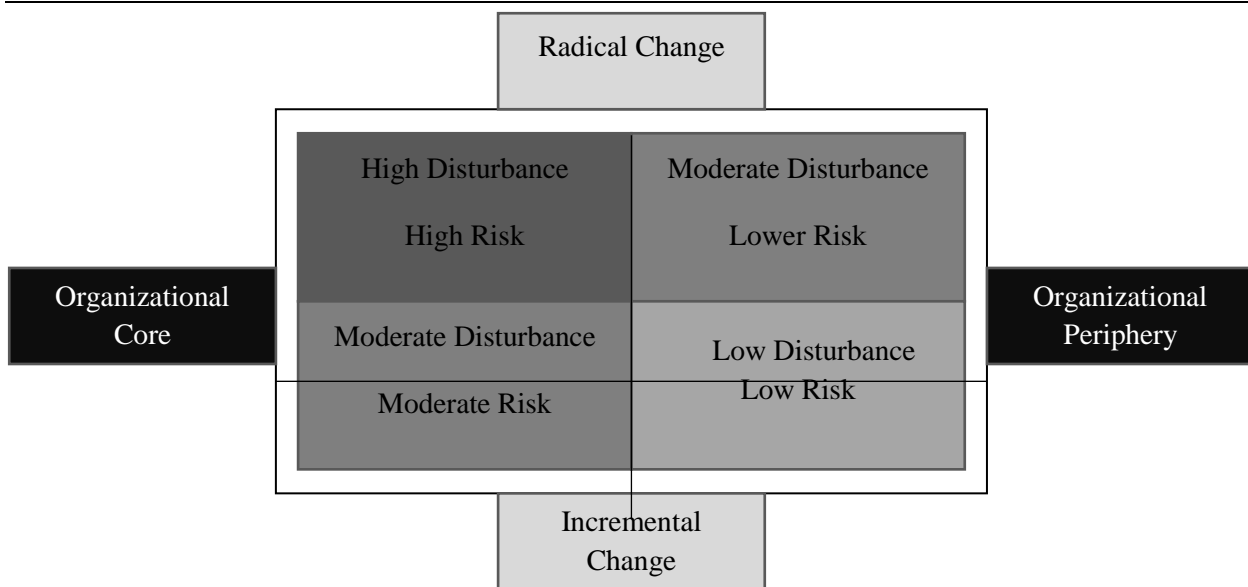 Radical Change
High Disturbance
High Risk
Moderate Disturbance
Lower Risk
Organizational
Core
Organizational
Periphery
Moderate Disturbance
Moderate Risk
Low Disturbance
Low Risk
Incremental
Change